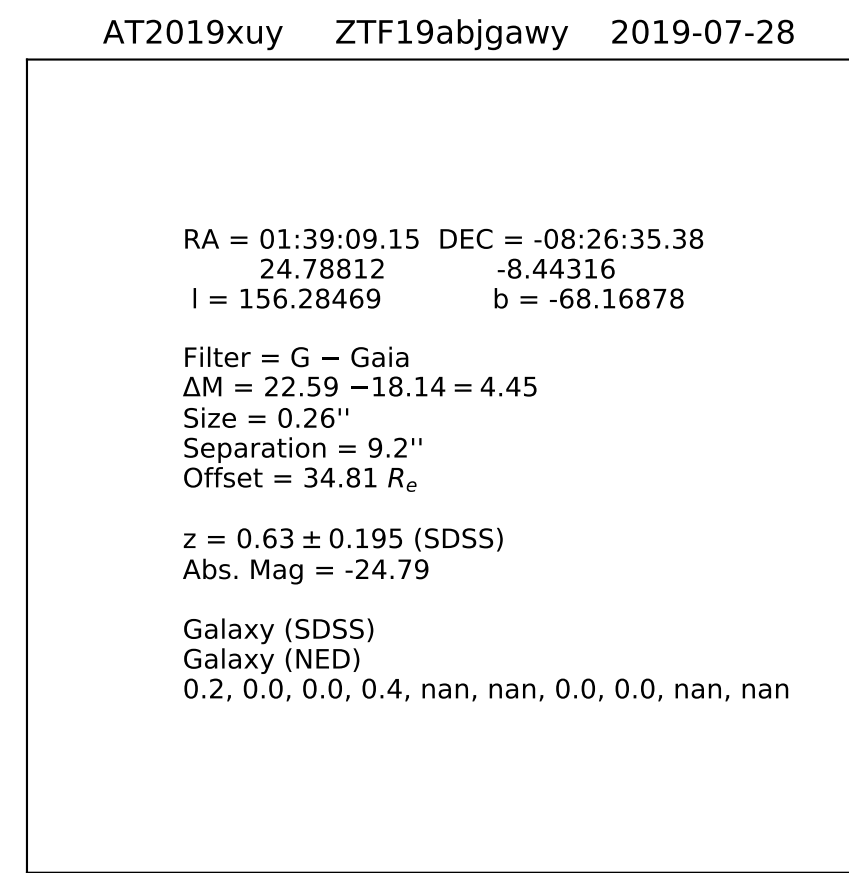 AT2019xuy ZTF19abjgawy 2019-07-28
RA = 01:39:09.15 DEC = -08:26:35.38
24.78812 -8.44316
l = 156.28469 b = -68.16878
Filter = G − Gaia
ΔM = 22.59 −18.14 = 4.45
Size = 0.26''
Separation = 9.2''
Offset = 34.81 Re
z = 0.63 ± 0.195 (SDSS)
Abs. Mag = -24.79
Galaxy (SDSS)
Galaxy (NED)
0.2, 0.0, 0.0, 0.4, nan, nan, 0.0, 0.0, nan, nan